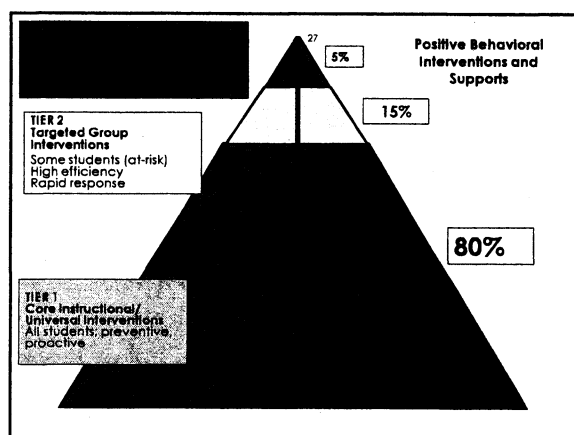 27
5%
Positive Behavioral
Interventions and
Supports
15%
TIER 2
Targeted Group
Interventions
Some students (at-risk)
High efficiency
Rapid response
80%
TIER 1
Core Instructional/
Universal Interventions
All students; preventive,
proactive